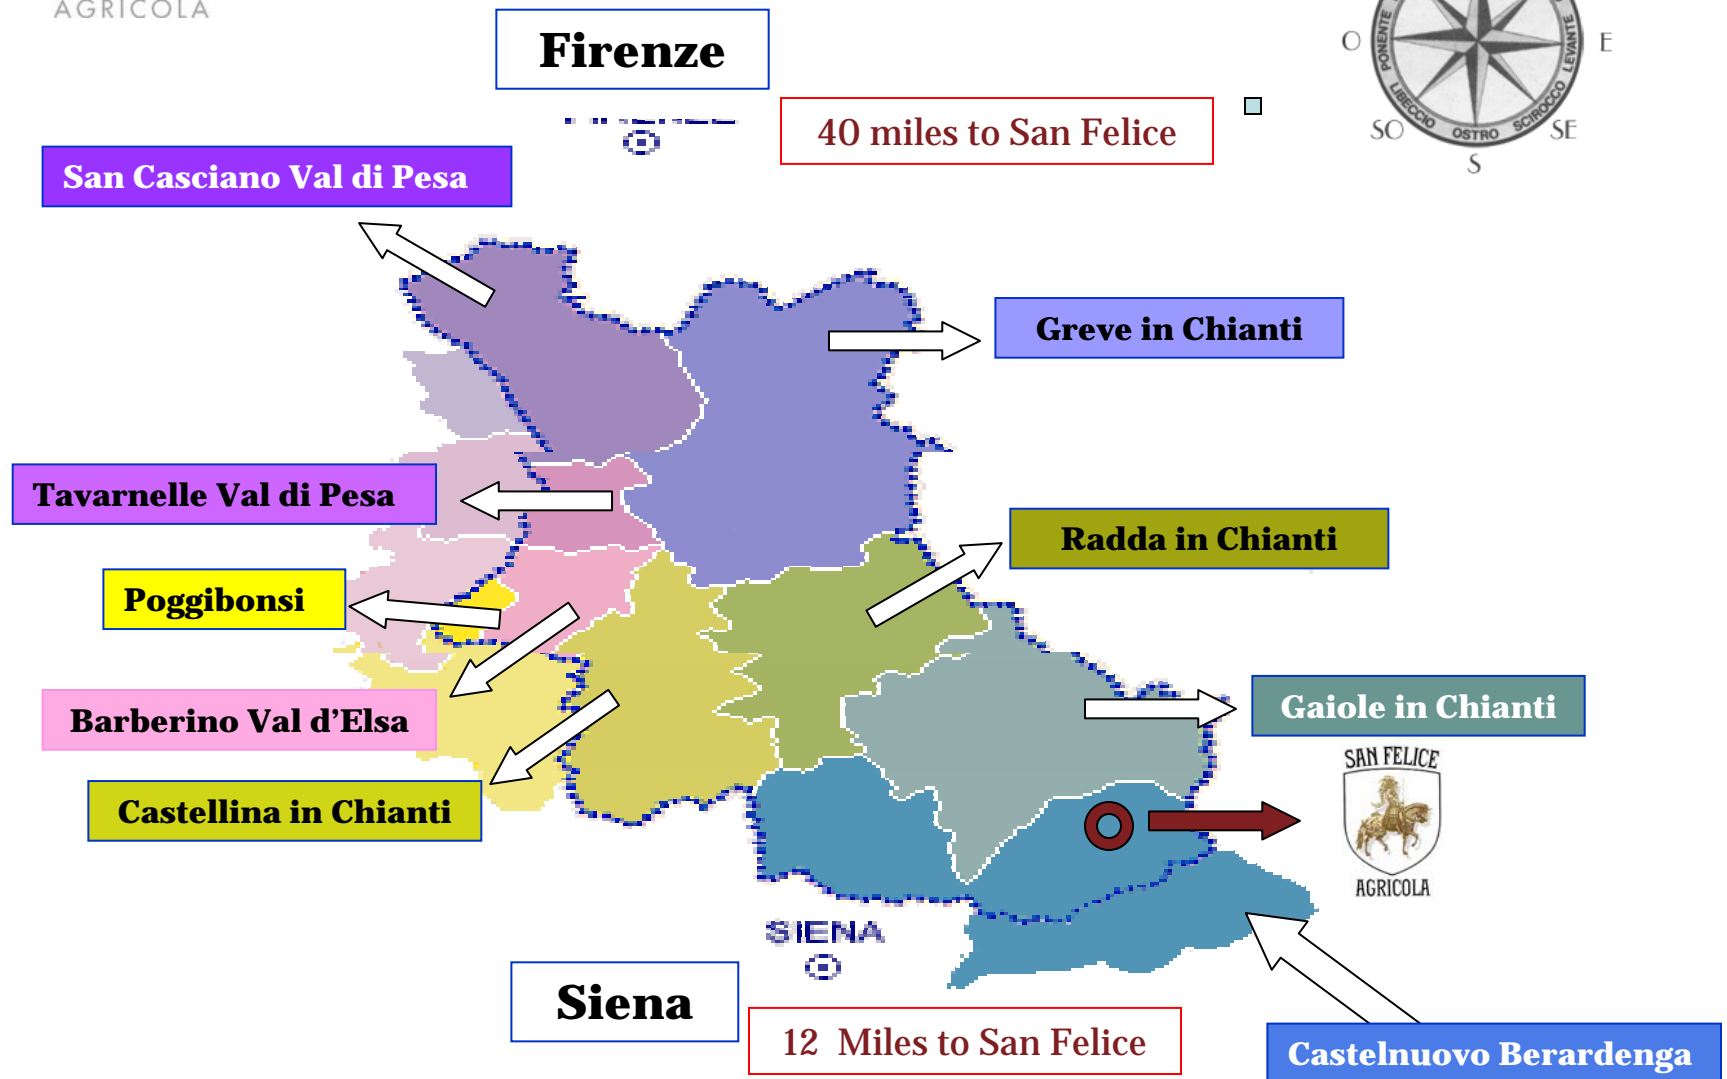 AGRICOLA
Firenze
40 miles to San Felice
O
E
PONENTE
LEVANTE
LIBECCIO
OSTRO
SCIROCCO
SO
SE
S
San Casciano Val di Pesa
Greve in Chianti
Tavarnelle Val di Pesa
Radda in Chianti
Poggibonsi
Barberino Val d’Elsa
Gaiole in Chianti
SAN FELICE
AGRICOLA
Castellina in Chianti
SIENA
Siena
12 Miles to San Felice
Castelnuovo Berardenga